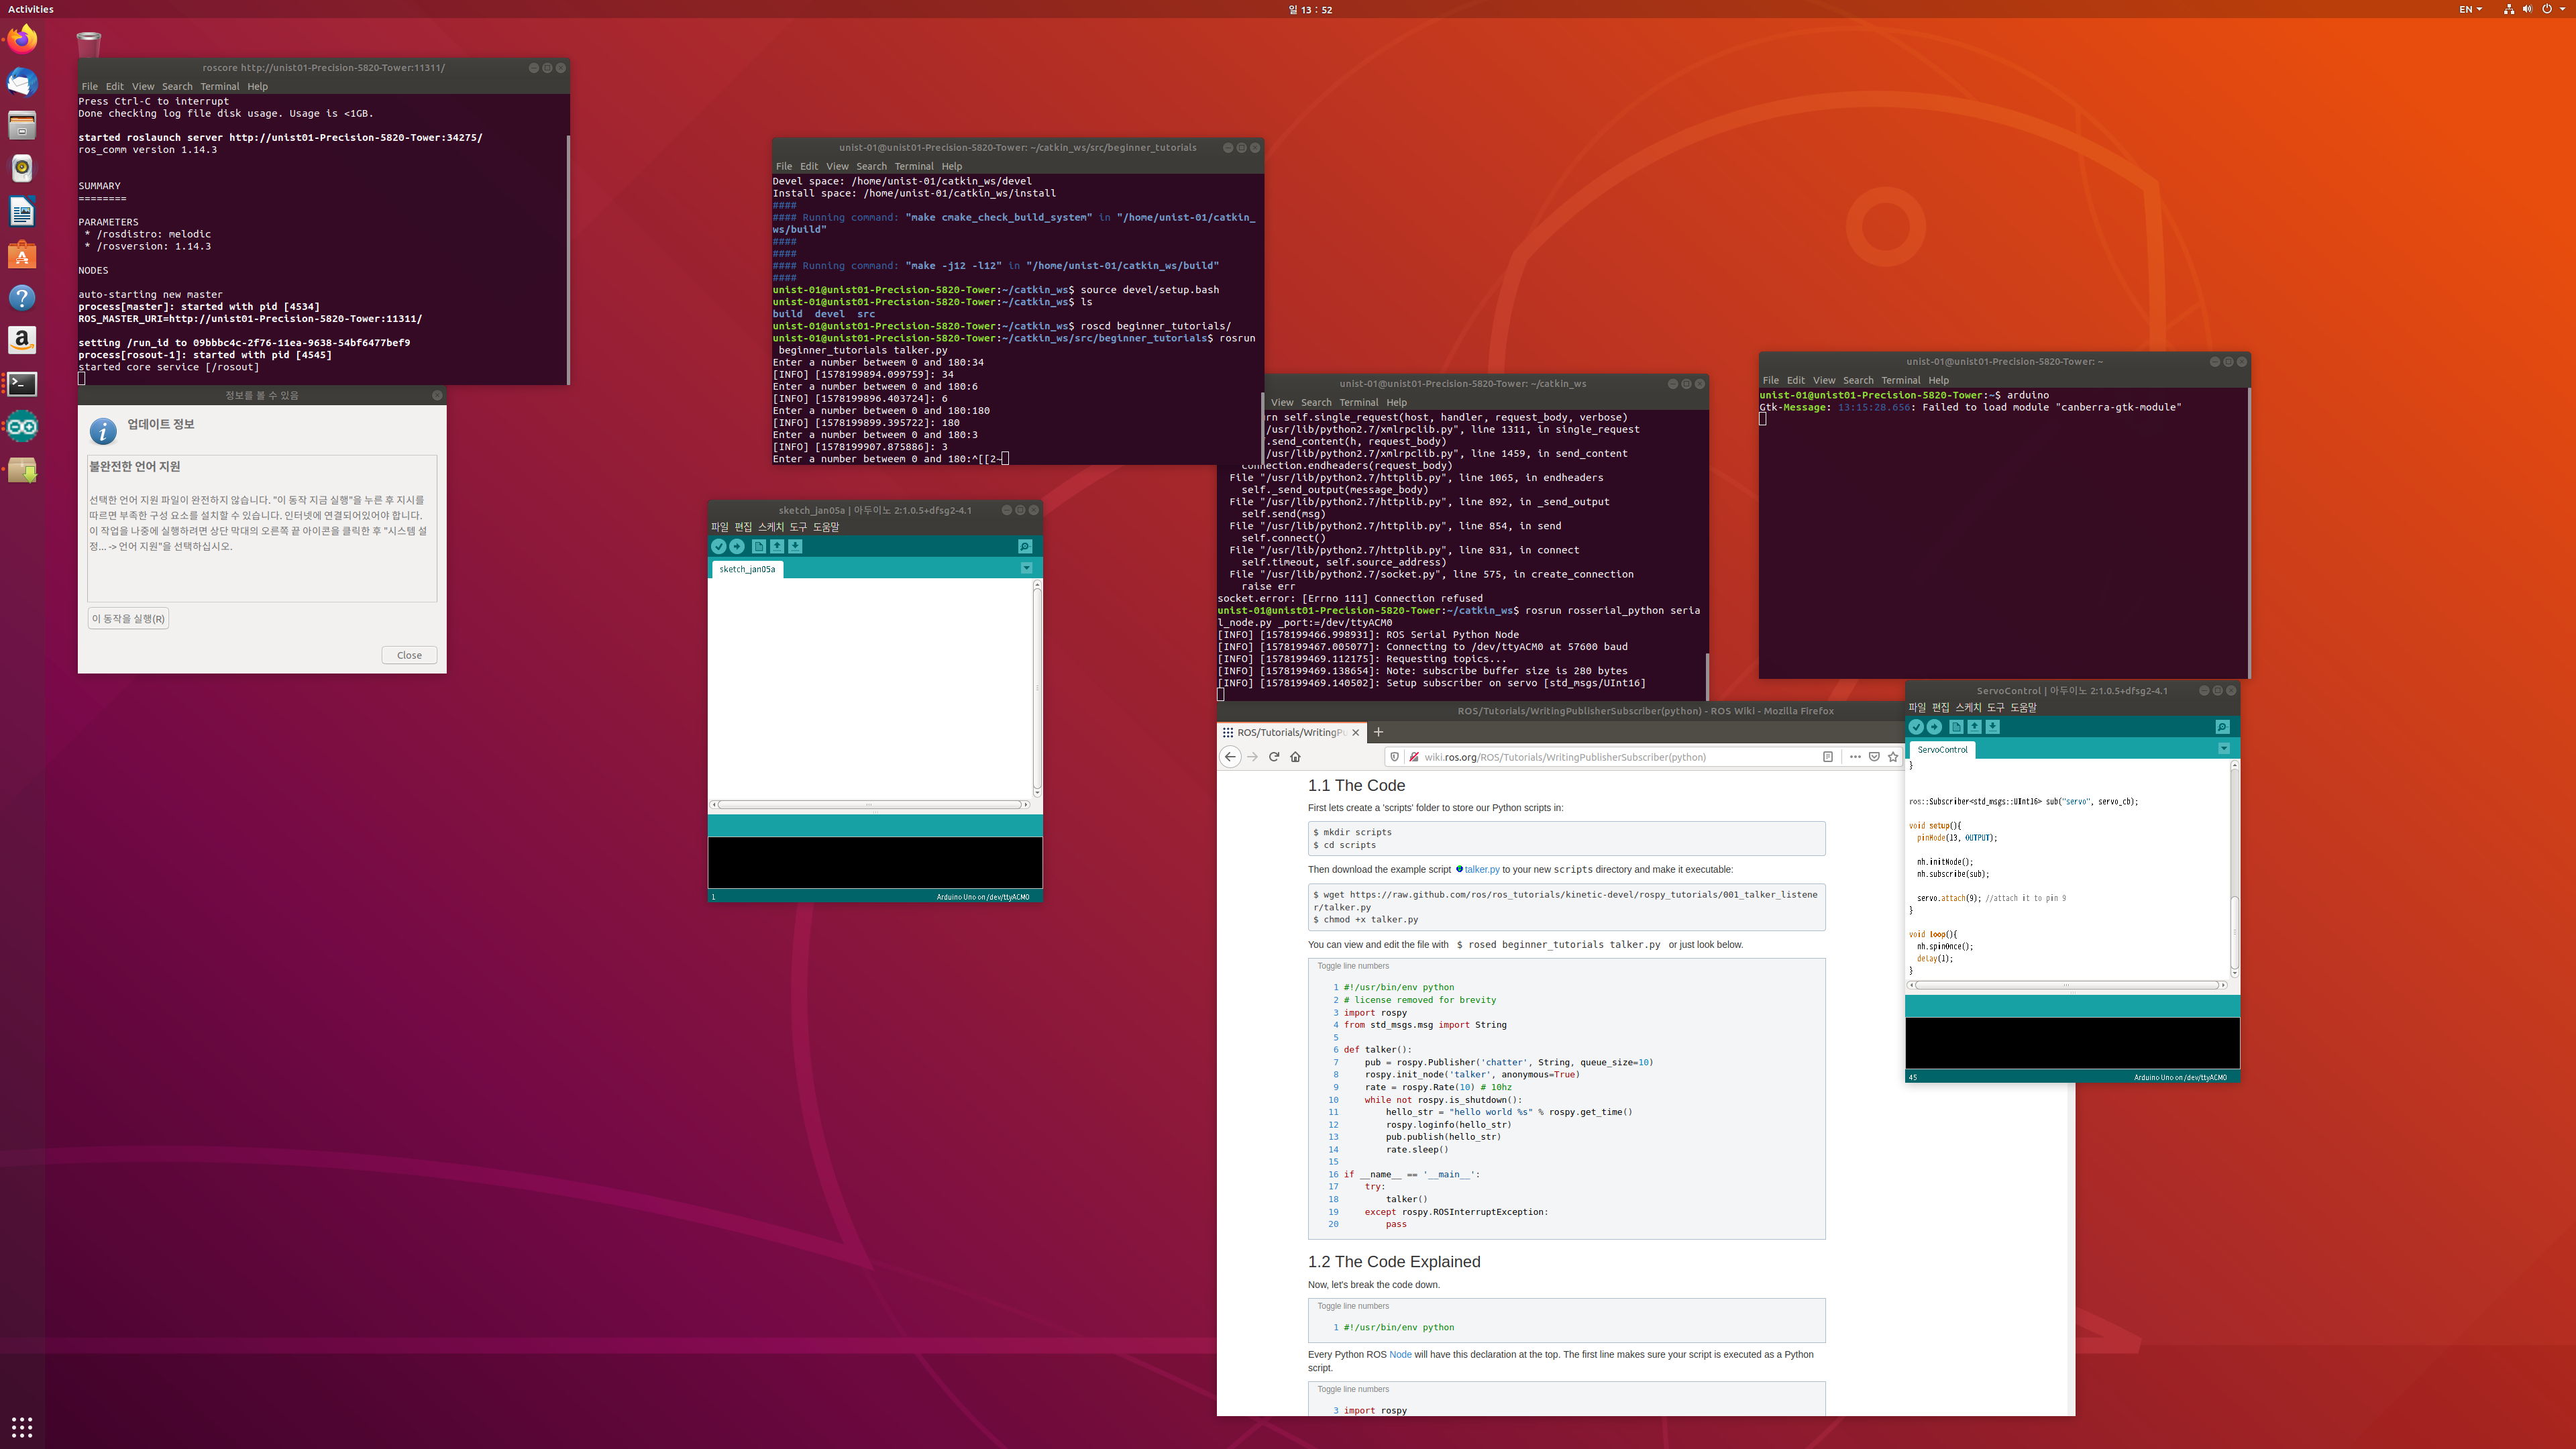 Activities
일 13 : 52
EN
roscore http://unist01-Precision-5820-Tower:11311/
File Edit View Search Terminal Help
Press Ctrl-C to interrupt
Done checking log file disk usage. Usage is <1GB.
started roslaunch server http://unist01-Precision-5820-Tower:34275/
ros_comm version 1.14.3
SUMMARY
========
PARAMETERS
* /rosdistro: melodic
* /rosversion: 1.14.3
NODES
auto-starting new master
process[master]: started with pid [4534]
ROS_MASTER_URI=http://unist01-Precision-5820-Tower:11311/
setting /run_id to 09bbbc4c-2f76-11ea-9638-54bf6477bef9
process[rosout-1]: started with pid [4545]
started core service [/rosout]
정보를 볼 수 있음
업데이트 정보
불완전한 언어 지원
선택한 언어 지원 파일이 완전하지 않습니다. "이 동작 지금 실행"을 누른 후 지시를
따르면 부족한 구성 요소를 설치할 수 있습니다. 인터넷에 연결되어있어야 합니다.
이 작업을 나중에 실행하려면 상단 막대의 오른쪽 끝 아이콘을 클릭한 후 "시스템 설
정... -> 언어 지원"을 선택하십시오.
이 동작을 실행(R)
Close
unist-01@unist01-Precision-5820-Tower: ~/catkin_ws/src/beginner_tutorials
File Edit View Search Terminal Help
Devel space: /home/unist-01/catkin_ws/devel
Install space: /home/unist-01/catkin_ws/install
####
#### Running command: "make cmake_check_build_system" in "/home/unist-01/catkin_
ws/build"
####
####
#### Running command: "make -j12 -l12" in "/home/unist-01/catkin_ws/build"
####
unist-01@unist01-Precision-5820-Tower:~/catkin_ws$ source devel/setup.bash
unist-01@unist01-Precision-5820-Tower:~/catkin_ws$ ls
build devel src
unist-01@unist01-Precision-5820-Tower:~/catkin_ws$ roscd beginner_tutorials/
unist-01@unist01-Precision-5820-Tower:~/catkin_ws/src/beginner_tutorials$ rosrun
beginner_tutorials talker.py
Enter a number betweem 0 and 180:34
[INFO] [1578199894.099759]: 34
Enter a number betweem 0 and 180:6
[INFO] [1578199896.403724]: 6
Enter a number betweem 0 and 180:180
[INFO] [1578199899.395722]: 180
Enter a number betweem 0 and 180:3
[INFO] [1578199907.875886]: 3
Enter a number betweem 0 and 180:^[[2~
sketch_jan05a | 아두이노 2:1.0.5+dfsg2-4.1
파일 편집 스케치 도구 도움말
sketch_jan05a
1
Arduino Uno on /dev/ttyACM0
unist-01@unist01-Precision-5820-Tower: ~/catkin_ws
View Search Terminal Help
rn self.single_request(host, handler, request_body, verbose)
/usr/lib/python2.7/xmlrpclib.py", line 1311, in single_request
.send_content(h, request_body)
/usr/lib/python2.7/xmlrpclib.py", line 1459, in send_content
connection.endheaders(request_body)
File "/usr/lib/python2.7/httplib.py", line 1065, in endheaders
self._send_output(message_body)
File "/usr/lib/python2.7/httplib.py", line 892, in _send_output
self.send(msg)
File "/usr/lib/python2.7/httplib.py", line 854, in send
self.connect()
File "/usr/lib/python2.7/httplib.py", line 831, in connect
self.timeout, self.source_address)
File "/usr/lib/python2.7/socket.py", line 575, in create_connection
raise err
socket.error: [Errno 111] Connection refused
unist-01@unist01-Precision-5820-Tower:~/catkin_ws$ rosrun rosserial_python seria
l_node.py _port:=/dev/ttyACM0
[INFO] [1578199466.998931]: ROS Serial Python Node
[INFO] [1578199467.005077]: Connecting to /dev/ttyACM0 at 57600 baud
[INFO] [1578199469.112175]: Requesting topics...
[INFO] [1578199469.138654]: Note: subscribe buffer size is 280 bytes
[INFO] [1578199469.140502]: Setup subscriber on servo [std_msgs/UInt16]
unist-01@unist01-Precision-5820-Tower: ~
File Edit View Search Terminal Help
unist-01@unist01-Precision-5820-Tower:~$ arduino
Gtk-Message: 13:15:28.656: Failed to load module "canberra-gtk-module"
ROS/Tutorials/WritingPublisherSubscriber(python) - ROS Wiki - Mozilla Firefox
ROS/Tutorials/WritingPu
wiki.ros.org/ROS/Tutorials/WritingPublisherSubscriber(python)
1.1 The Code
First lets create a 'scripts' folder to store our Python scripts in:
$ mkdir scripts
$ cd scripts
Then download the example script talker.py to your new scripts directory and make it executable:
$ wget https://raw.github.com/ros/ros_tutorials/kinetic-devel/rospy_tutorials/001_talker_listene
r/talker.py
$ chmod +x talker.py
You can view and edit the file with $ rosed beginner_tutorials talker.py or just look below.
Toggle line numbers
1 #!/usr/bin/env python
2 # license removed for brevity
3 import rospy
4 from std_msgs.msg import String
5
6 def talker():
7 pub = rospy.Publisher('chatter', String, queue_size=10)
8 rospy.init_node('talker', anonymous=True)
9 rate = rospy.Rate(10) # 10hz
10 while not rospy.is_shutdown():
11 hello_str = "hello world %s" % rospy.get_time()
12 rospy.loginfo(hello_str)
13 pub.publish(hello_str)
14 rate.sleep()
15
16 if __name__ == '__main__':
17 try:
18 talker()
19 except rospy.ROSInterruptException:
20 pass
1.2 The Code Explained
Now, let's break the code down.
Toggle line numbers
1 #!/usr/bin/env python
Every Python ROS Node will have this declaration at the top. The first line makes sure your script is executed as a Python
script.
Toggle line numbers
3 import rospy
ServoControl | 아두이노 2:1.0.5+dfsg2-4.1
파일 편집 스케치 도구 도움말
ServoControl
}
ros::Subscriber<std_msgs::UInt16> sub("servo", servo_cb);
void setup(){
pinMode(13, OUTPUT);
nh.initNode();
nh.subscribe(sub);
servo.attach(9); //attach it to pin 9
}
void loop(){
nh.spinOnce();
delay(1);
}
45
Arduino Uno on /dev/ttyACM0